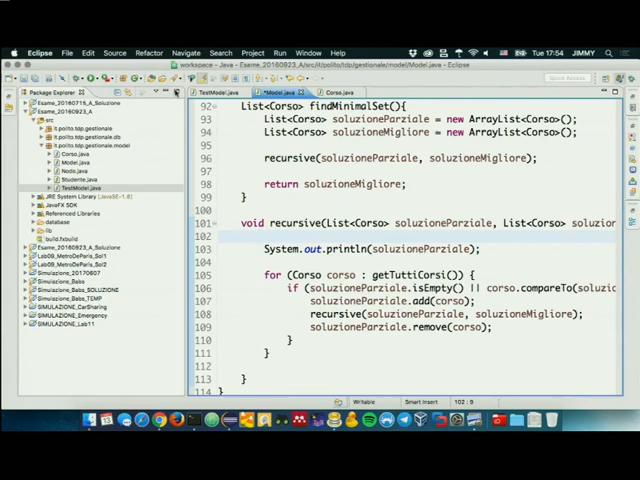 Eclipse File Edit Source Refactor Navigate Search Project Run Window Help Tue 17:54 JIMMY
workspace - Esame_20160923_A/src/it/polito/tdp/gestionale/model/Model.java - Eclipse
Quick Access
Package Explorer
Esame_20160715_A_Soluzione
Esame_20160923_A
src
it.polito.tdp.gestionale
it.polito.tdp.gestionale.db
it.polito.tdp.gestionale.model
Corso.java
Model.java
Nodo.java
Studente.java
TestModel.java
JRE System Library [JavaSE-1.8]
JavaFX SDK
Referenced Libraries
database
lib
build.fxbuild
Esame_20160923_A_Soluzione
Lab09_MetroDeParis_Sol1
Lab09_MetroDeParis_Sol2
Simulazione_20170607
Simulazione_Babs
Simulazione_Babs_SOLUZIONE
Simulazione_Babs_TEMP
SIMULAZIONE_CarSharing
SIMULAZIONE_Emergency
SIMULAZIONE_Lab11
TestModel.java *Model.java Corso.java
92 List<Corso> findMinimalSet(){
93 List<Corso> soluzioneParziale = new ArrayList<Corso>();
94 List<Corso> soluzioneMigliore = new ArrayList<Corso>();
95
96 recursive(soluzioneParziale, soluzioneMigliore);
97
98 return soluzioneMigliore;
99 }
100
101 void recursive(List<Corso> soluzioneParziale, List<Corso> soluzion
102
103 System.out.println(soluzioneParziale);
104
105 for (Corso corso : getTuttiCorsi()) {
106 if (soluzioneParziale.isEmpty() || corso.compareTo(soluzio
107 soluzioneParziale.add(corso);
108 recursive(soluzioneParziale, soluzioneMigliore);
109 soluzioneParziale.remove(corso);
110 }
111 }
112
113 }
114 }
Writable Smart Insert 102 : 9